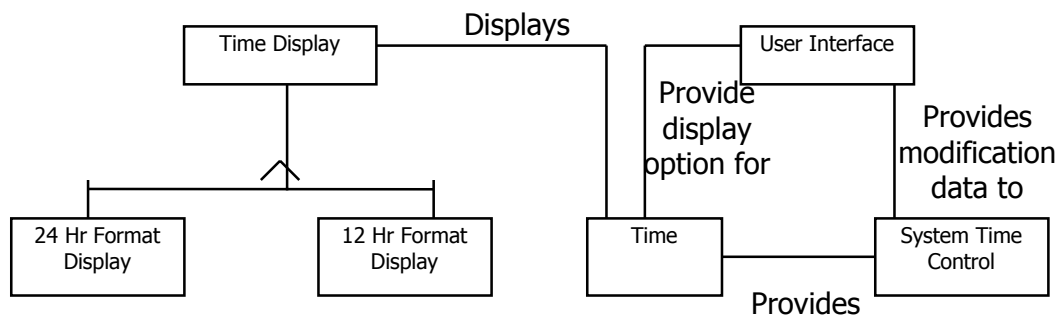 Displays
Time Display
User Interface
Provide
display
option for
Provides
modification
data to
24 Hr Format
Display
12 Hr Format
Display
Time
System Time
Control
Provides